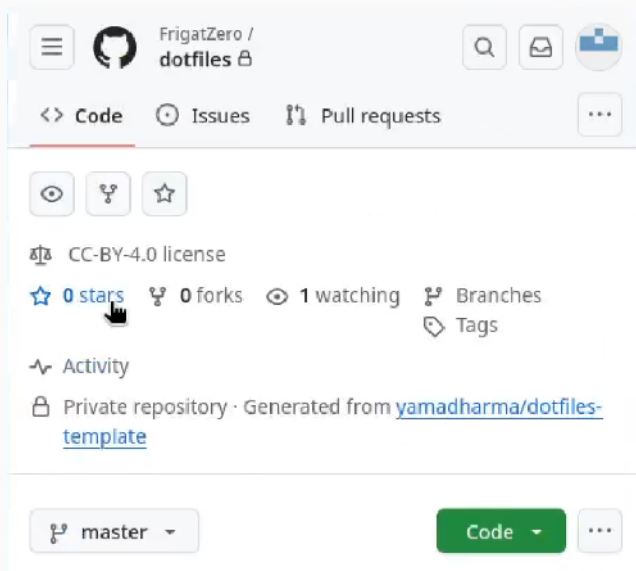 FrigatZero /
dotfiles
Code Issues Pull requests
CC-BY-4.0 license
0 stars 0 forks 1 watching Branches
Tags
Activity
Private repository · Generated from yamadharma/dotfiles-
template
master Code